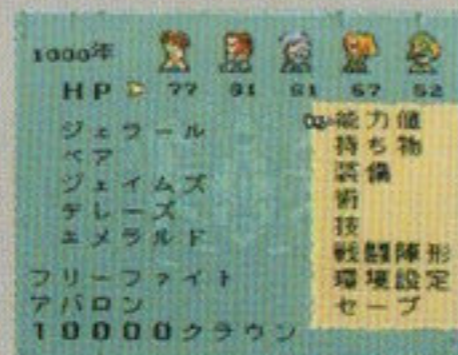 1000年
HP 77 81 61 67 52
ジェラール
ベア
ジェイムズ
テレーズ
エメラルド
フリーファイト
アバロン
10000クラウン
能力値
持ち物
装備
術
技
戦闘陣形
環境設定
セーブ